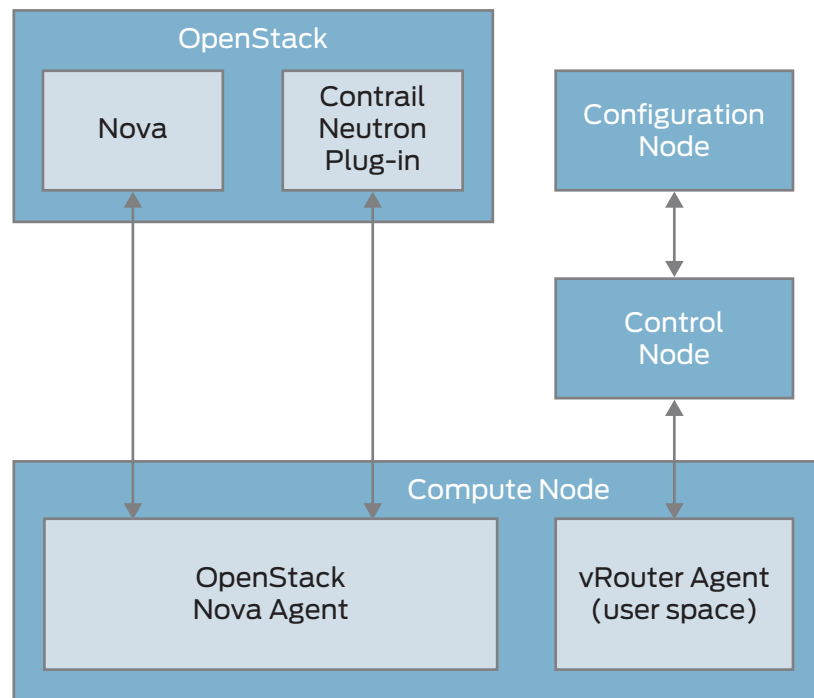 OpenStack
Nova
Contrail
Neutron
Plug-in
Configuration
Node
Control
Node
Compute Node
OpenStack
Nova Agent
vRouter Agent
(user space)